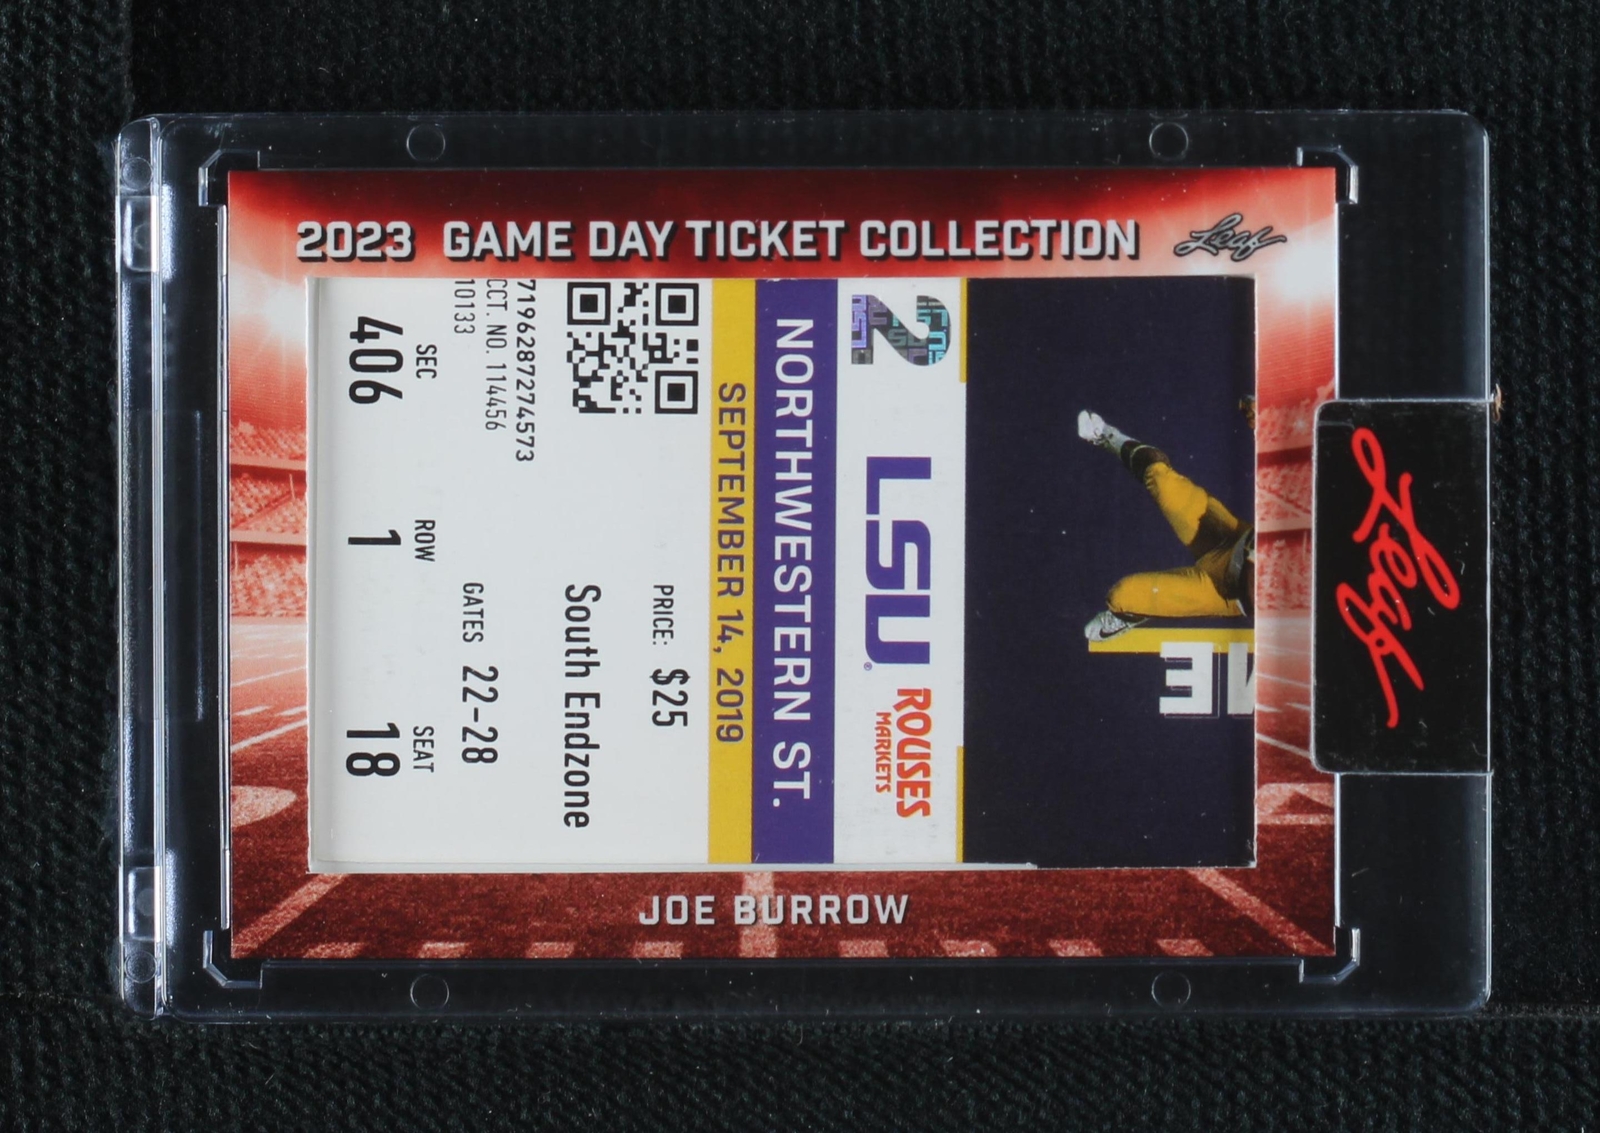 2023 GAME DAY TICKET COLLECTION
Leaf
2
LSU
ROUSES
MARKETS
NORTHWESTERN ST.
SEPTEMBER 14, 2019
PRICE: $25
South Endzone
7196287274573
CCT. NO. 114456
10133
GATES 22-28
SEC ROW SEAT
406 1 18
JOE BURROW
Leaf